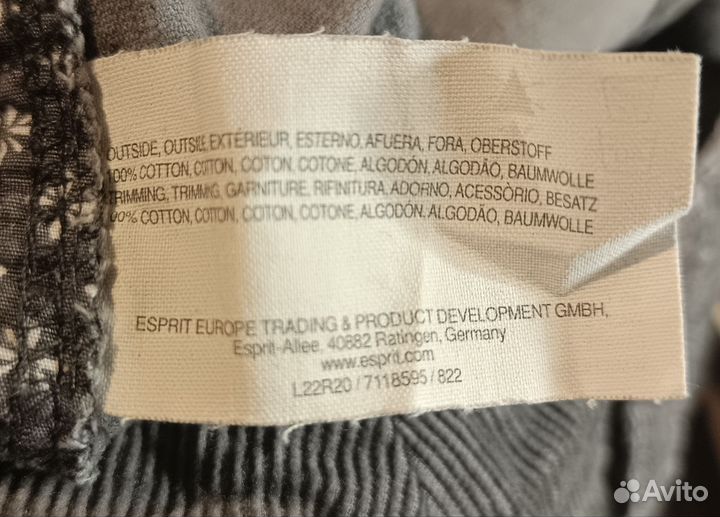 OUTSIDE, OUTSIDE, EXTÉRIEUR, ESTERNO, AFUERA, FORA, OBERSTOFF
100% COTTON, COTTON, COTON, COTONE, ALGODÓN, ALGODÃO, BAUMWOLLE
TRIMMING, TRIMMING, GARNITURE, RIFINITURA, ADORNO, ACESSÒRIO, BESATZ
100% COTTON, COTTON, COTON, COTONE, ALGODÓN, ALGODÃO, BAUMWOLLE
ESPRIT EUROPE TRADING & PRODUCT DEVELOPMENT GMBH,
Esprit-Allee, 40882 Ratingen, Germany
www.esprit.com
L22R20 / 7118595 / 822
Avito